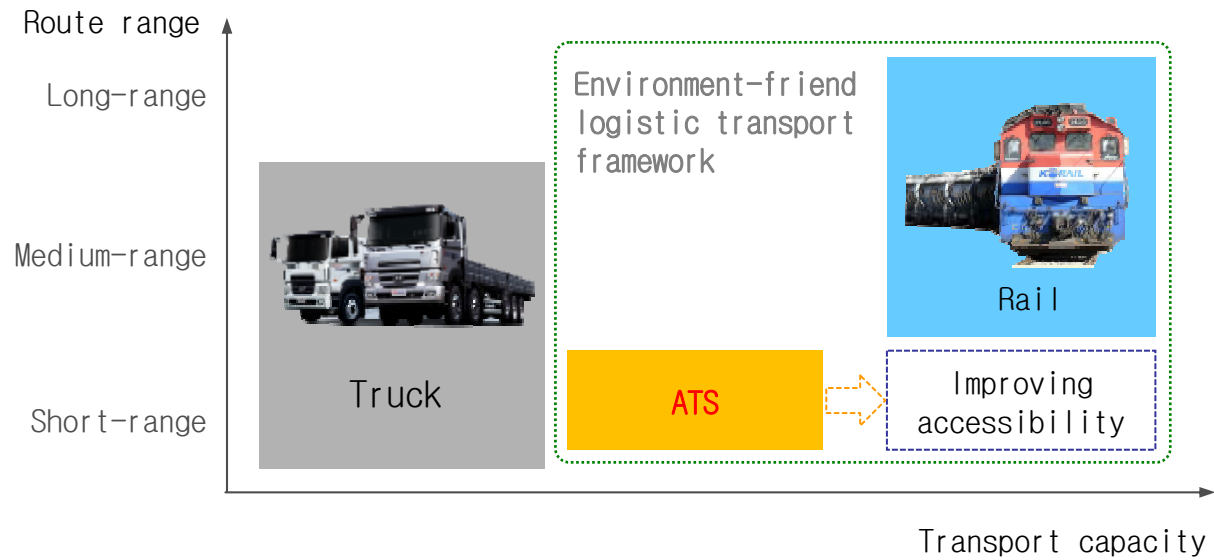 Route range
Long-range
Medium-range
Short-range
Environment-friend
logistic transport
framework
Truck
KORAIL
Rail
ATS
Improving
accessibility
Transport capacity